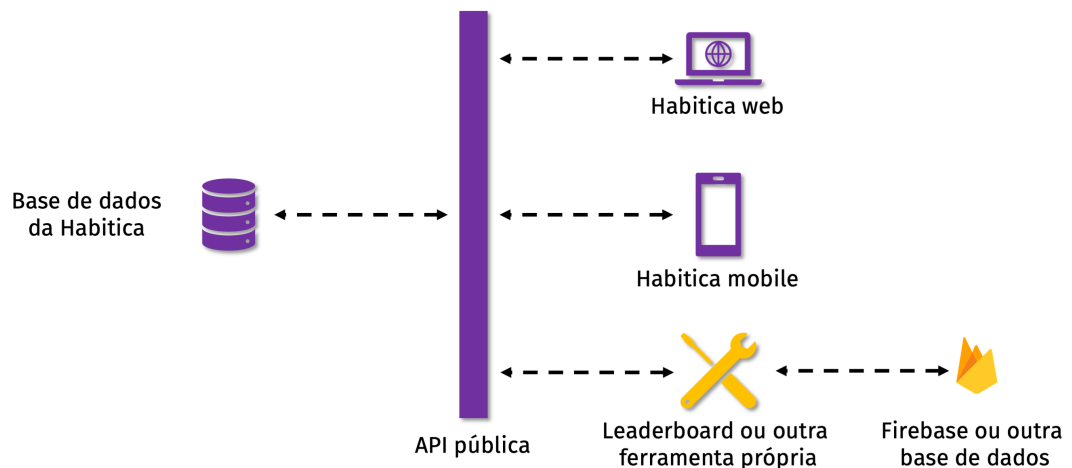 Habitica web
Base de dados
da Habitica
Habitica mobile
API pública
Leaderboard ou outra
ferramenta própria
Firebase ou outra
base de dados